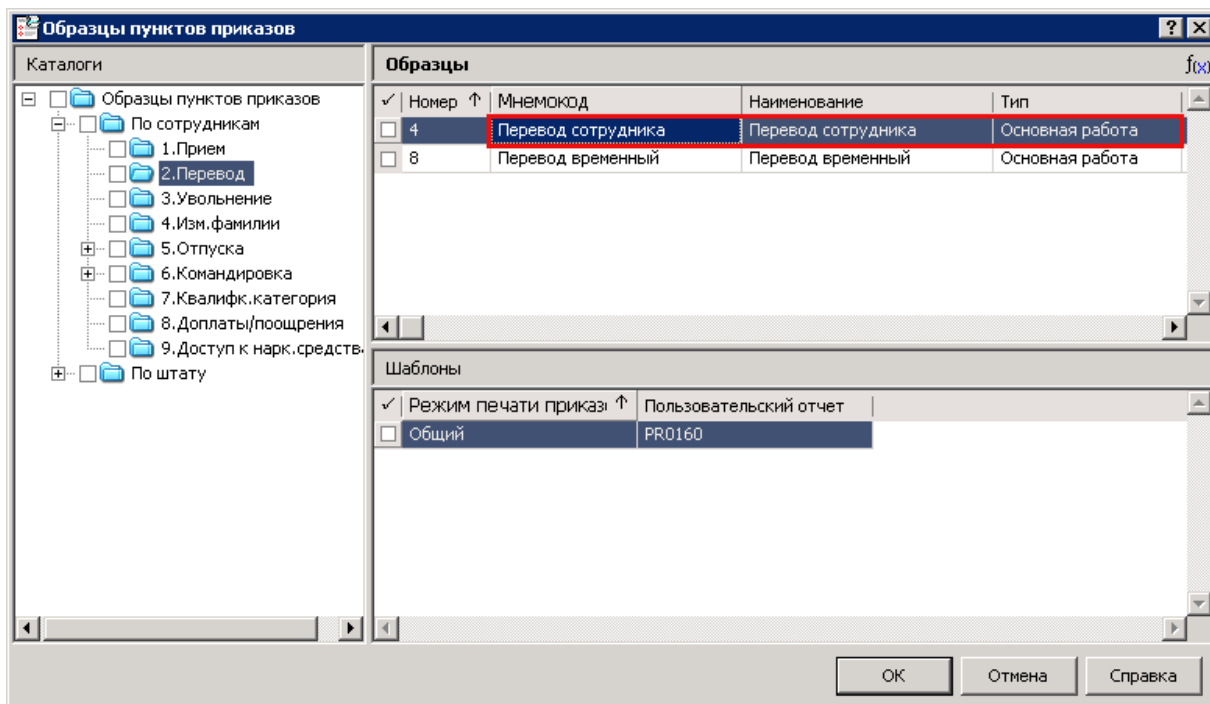 Образцы пунктов приказов
Каталоги
Образцы пунктов приказов
По сотрудникам
1.Прием
2.Перевод
3.Увольнение
4.Изм.фамилии
5.Отпуска
6.Командировка
7.Квалифк.категория
8.Доплаты/поощрения
9.Доступ к нарк.средств
По штату
Образцы
f(x)
Номер Мнемокод Наименование Тип
4 Перевод сотрудника Перевод сотрудника Основная работа
8 Перевод временный Перевод временный Основная работа
Шаблоны
Режим печати приказ Пользовательский отчет
Общий PR0160
ОК Отмена Справка